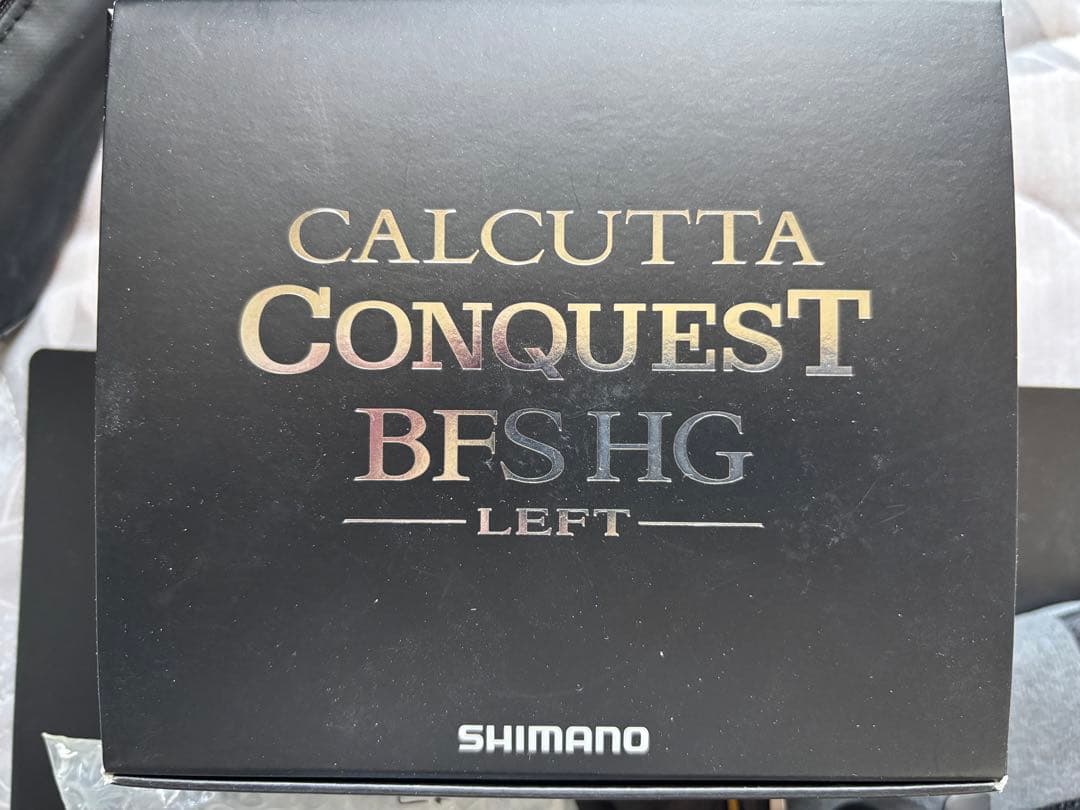 CALCUTTA
CONQUEST
BFS HG
LEFT
SHIMANO